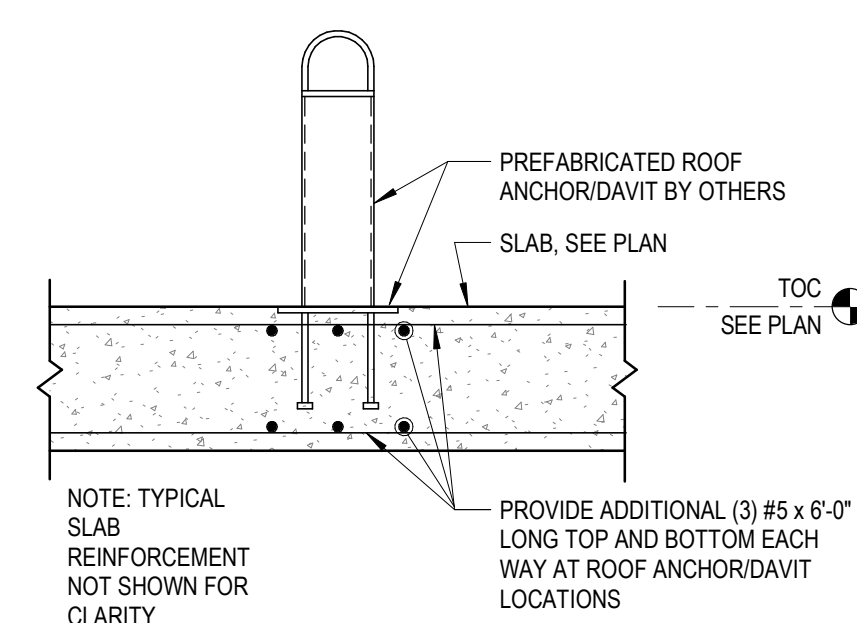 PREFABRICATED ROOF
ANCHOR/DAVIT BY OTHERS
SLAB, SEE PLAN
TOC
SEE PLAN
NOTE: TYPICAL
SLAB
REINFORCEMENT
NOT SHOWN FOR
CLARITY
PROVIDE ADDITIONAL (3) #5 x 6'-0"
LONG TOP AND BOTTOM EACH
WAY AT ROOF ANCHOR/DAVIT
LOCATIONS